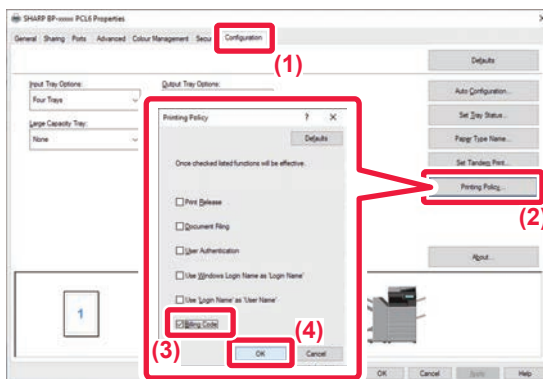 SHARP BP-xxxxx PCL6 Properties
General Sharing Ports Advanced Colour Management Secu Configuration
(1)
Defaults
Input Tray Options:
Output Tray Options:
Four Trays
Auto Configuration...
Large Capacity Tray:
None
Set Tray Status...
Paper Type Name...
Set Tandem Print...
Printing Policy...
(2)
About...
Printing Policy
? ×
Defaults
Once checked listed functions will be effective.
Print Release
Document Filing
User Authentication
Use Windows Login Name as 'Login Name'
Use 'Login Name' as 'User Name'
Billing Code
(3)
(4)
OK Cancel
1
OK Cancel Apply Help